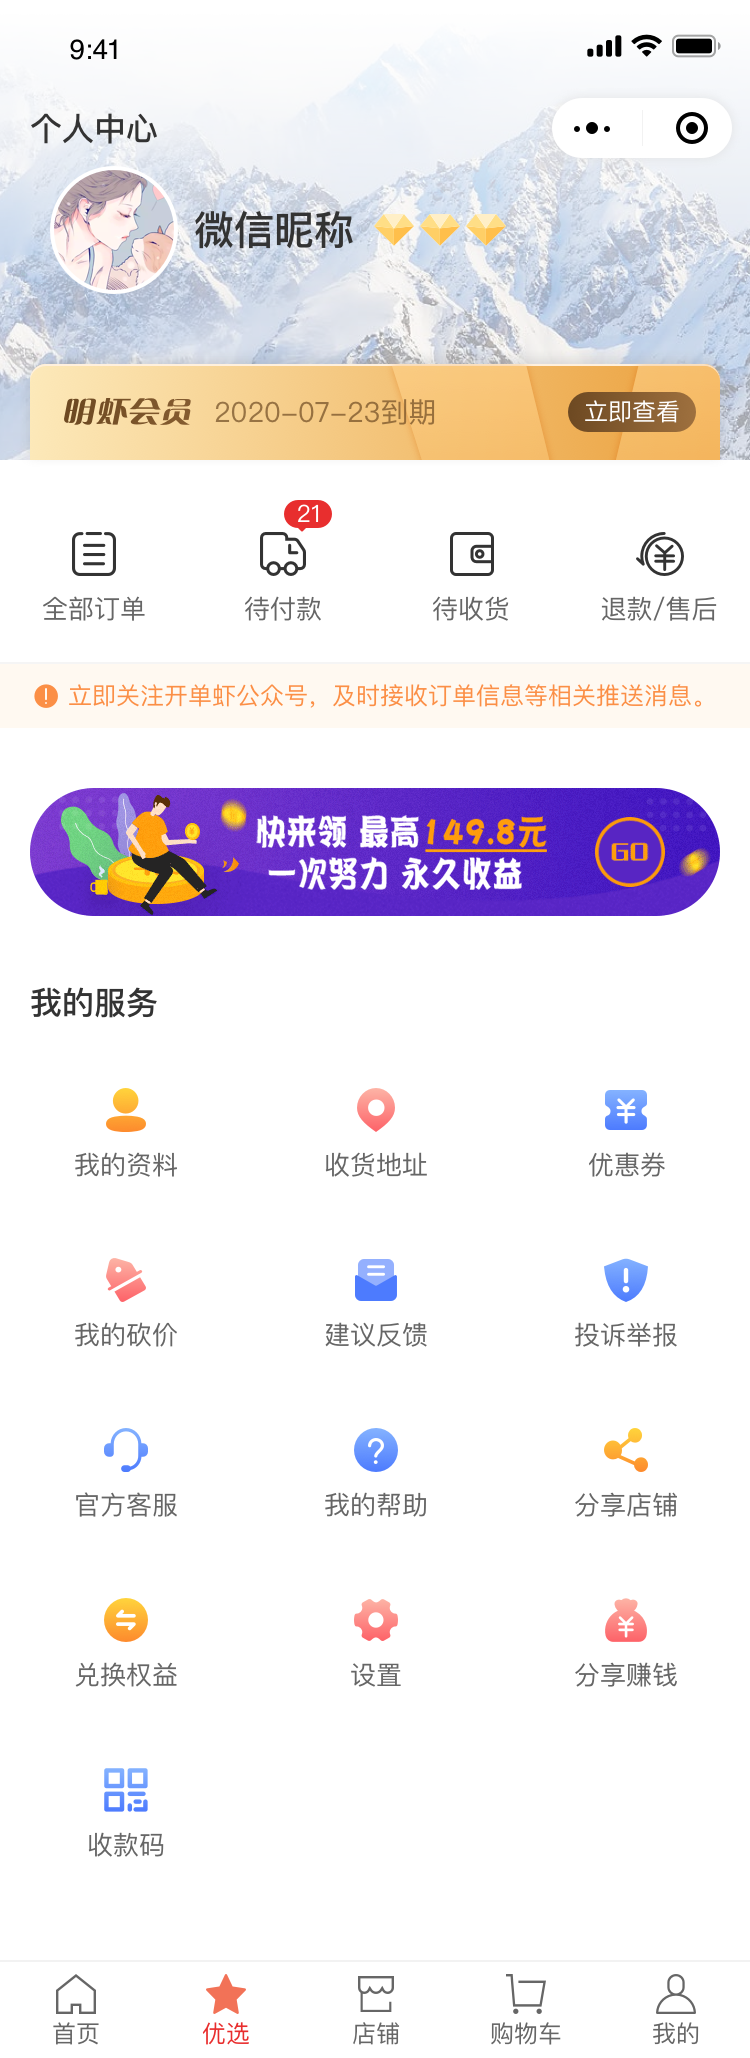 9:41
个人中心
微信昵称
明虾会员 2020-07-23到期 立即查看
21
全部订单 待付款 待收货 退款/售后
立即关注开单虾公众号，及时接收订单信息等相关推送消息。
快来领 最高149.8元
一次努力 永久收益
GO
我的服务
我的资料 收货地址 优惠券
我的砍价 建议反馈 投诉举报
官方客服 我的帮助 分享店铺
兑换权益 设置 分享赚钱
收款码
首页 优选 店铺 购物车 我的